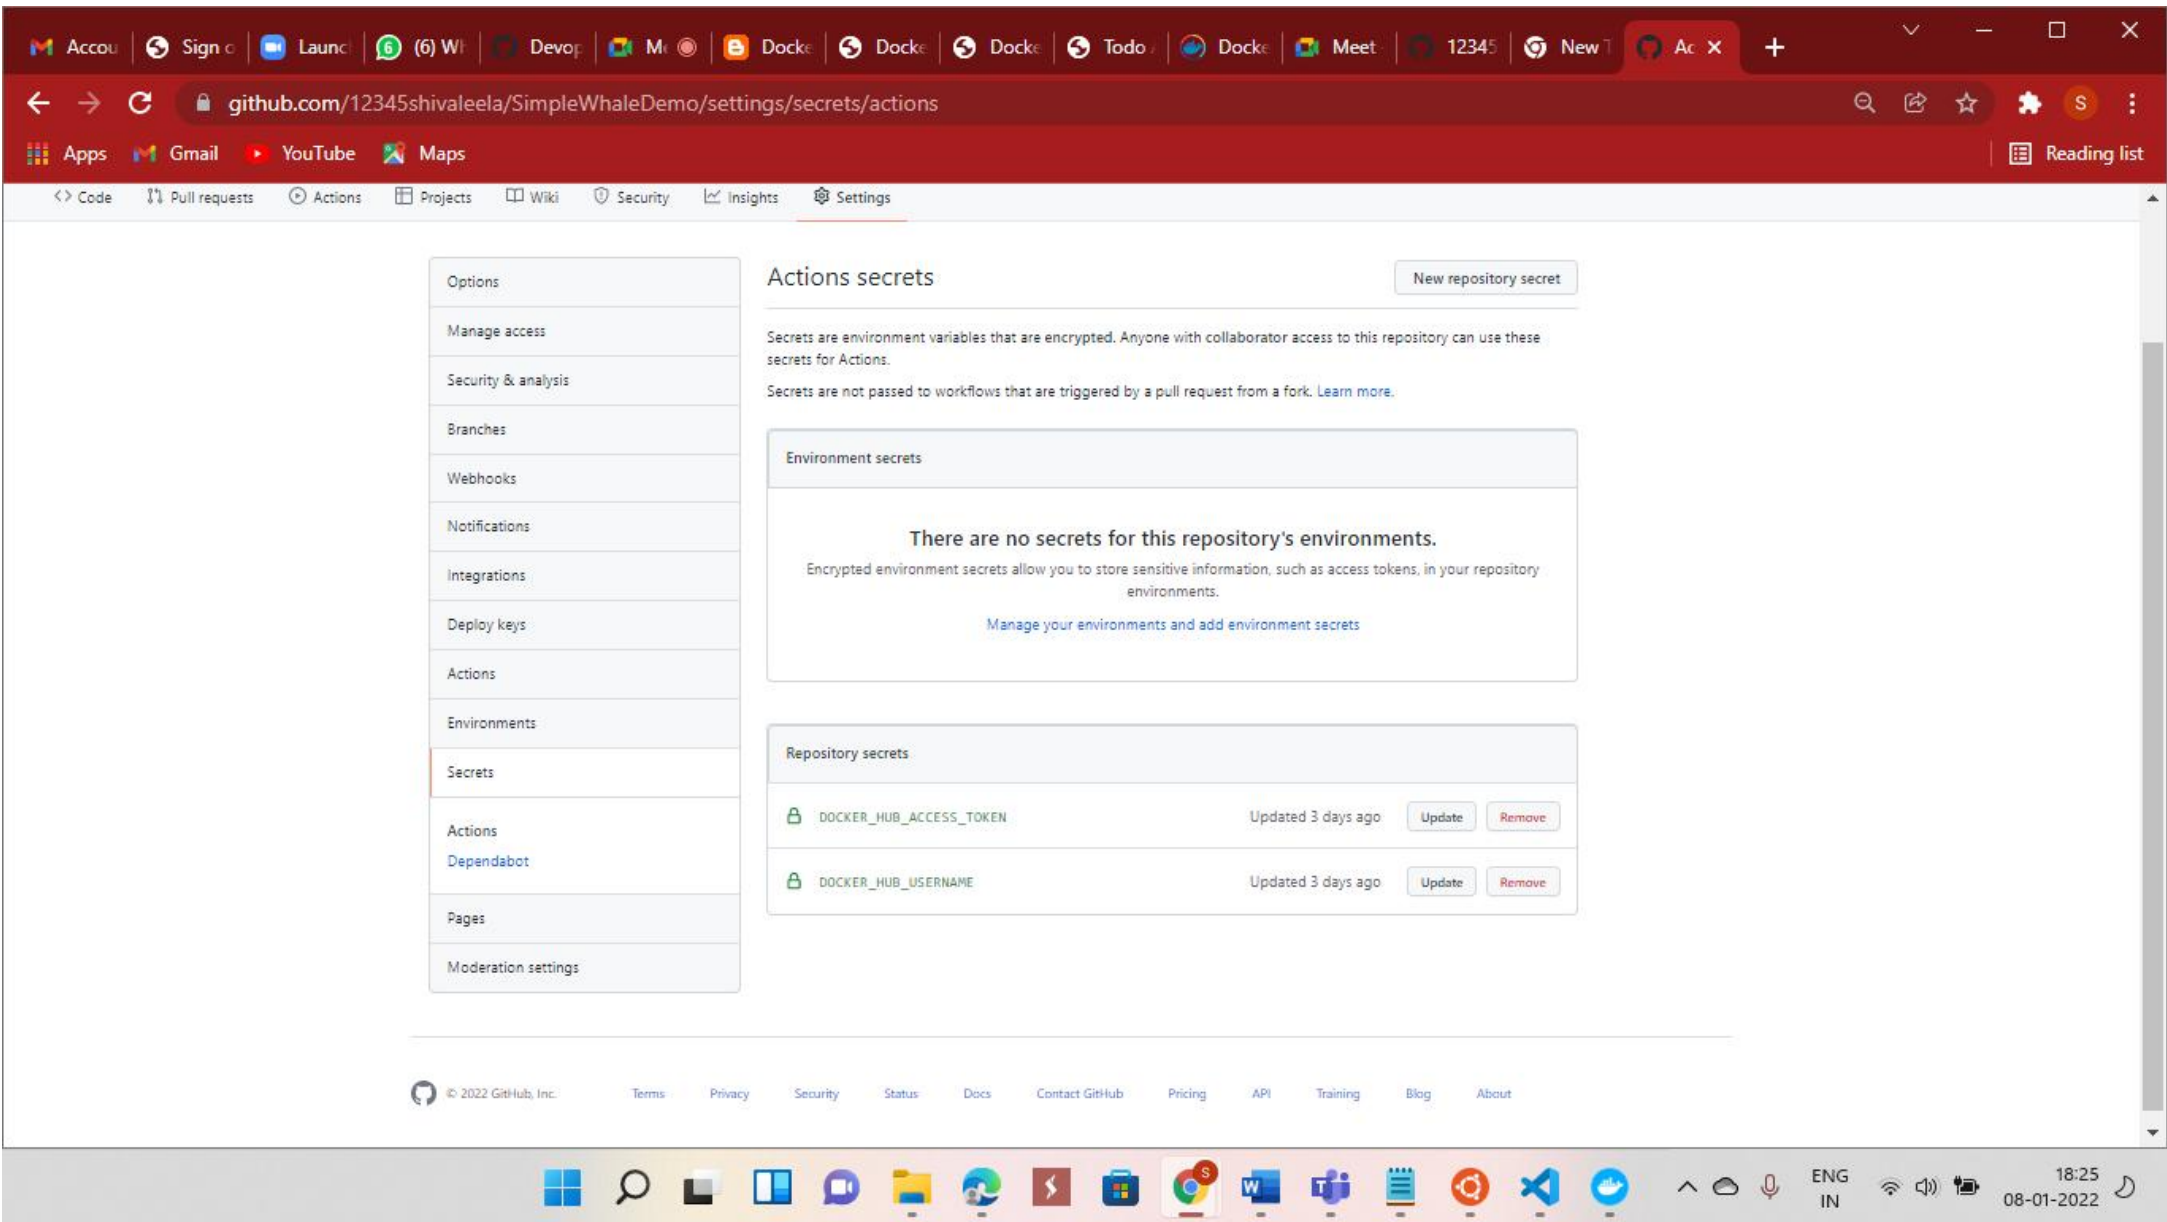 Accou Sign o Launc (6) Wh Devop Me Docke Docke Docke Todo Docke Meet 12345 New T Ac
github.com/12345shivaleela/SimpleWhaleDemo/settings/secrets/actions
Apps Gmail YouTube Maps Reading list
Code Pull requests Actions Projects Wiki Security Insights Settings
Options
Manage access
Security & analysis
Branches
Webhooks
Notifications
Integrations
Deploy keys
Actions
Environments
Secrets
Actions
Dependabot
Pages
Moderation settings
Actions secrets New repository secret
Secrets are environment variables that are encrypted. Anyone with collaborator access to this repository can use these
secrets for Actions.
Secrets are not passed to workflows that are triggered by a pull request from a fork. Learn more.
Environment secrets
There are no secrets for this repository's environments.
Encrypted environment secrets allow you to store sensitive information, such as access tokens, in your repository
environments.
Manage your environments and add environment secrets
Repository secrets
DOCKER_HUB_ACCESS_TOKEN Updated 3 days ago Update Remove
DOCKER_HUB_USERNAME Updated 3 days ago Update Remove
© 2022 GitHub, Inc. Terms Privacy Security Status Docs Contact GitHub Pricing API Training Blog About
ENG 18:25
IN 08-01-2022